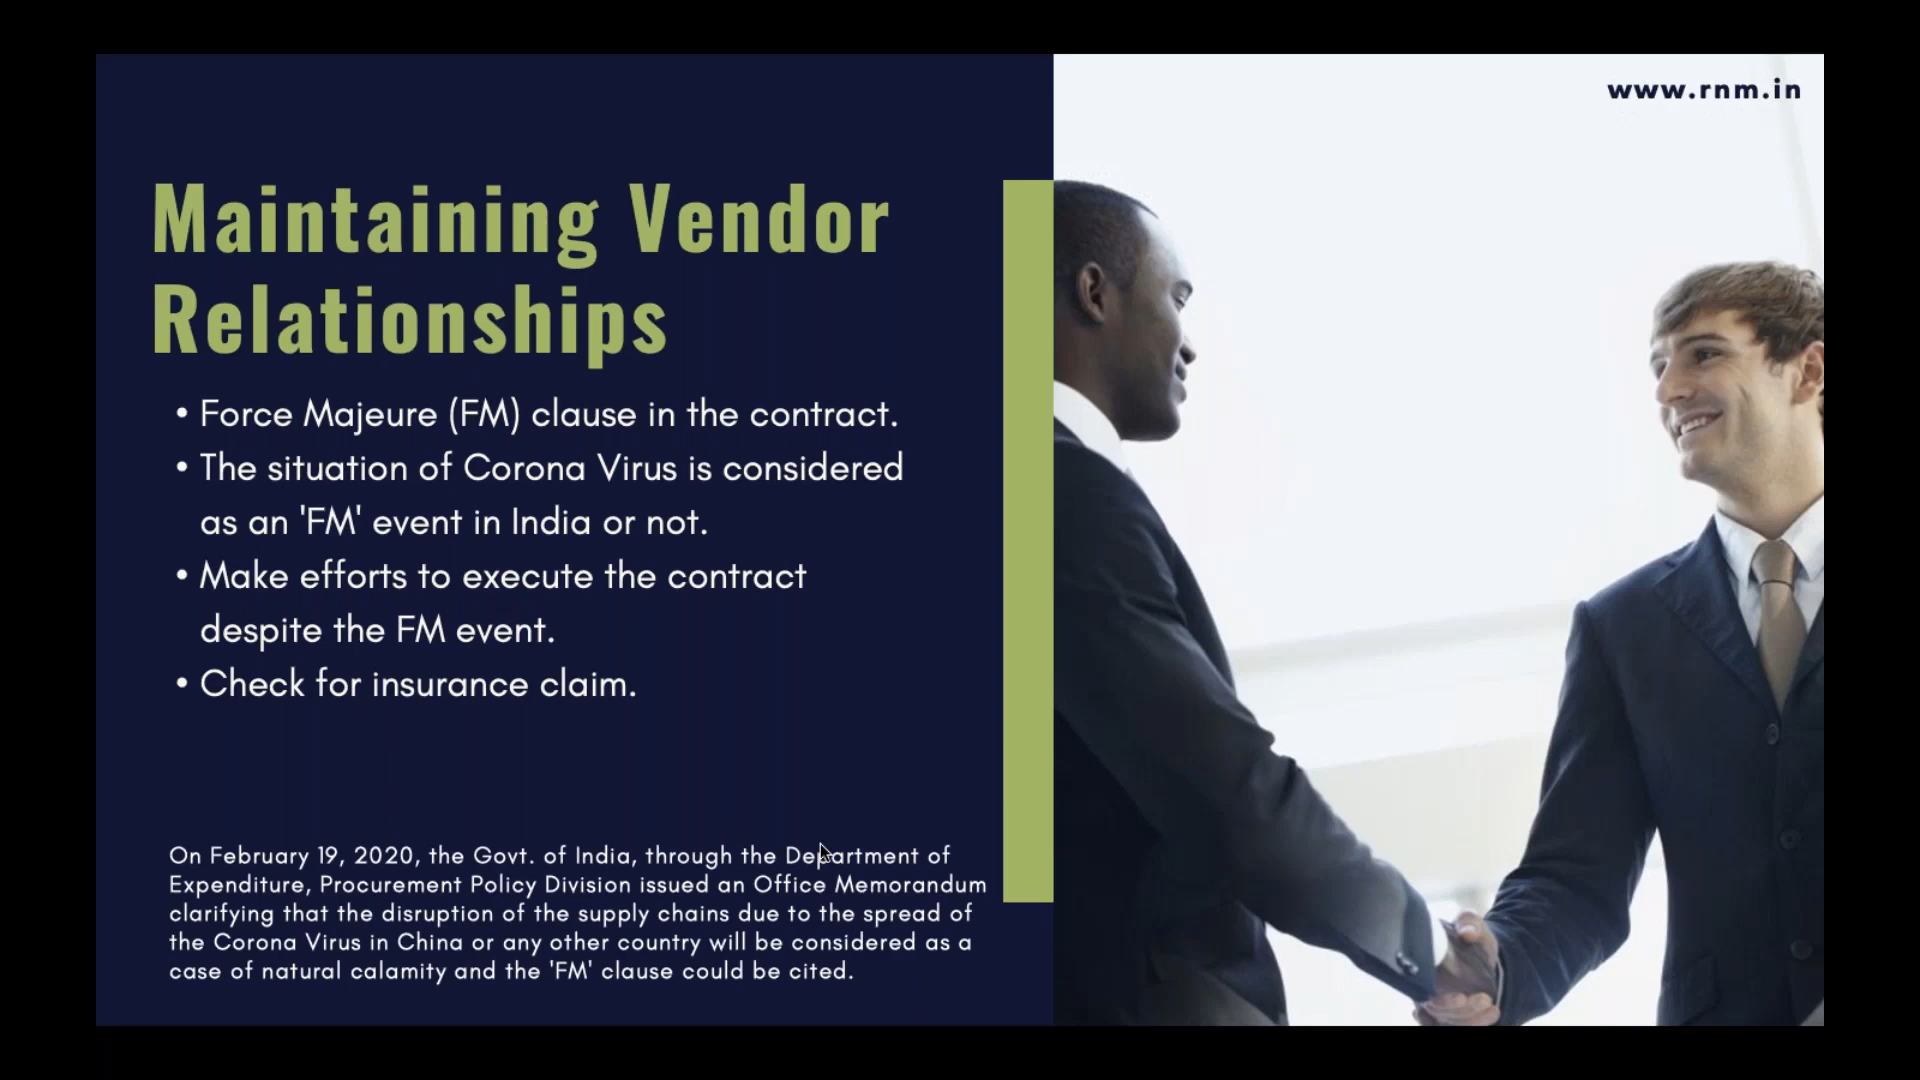 www.rnm.in
Maintaining Vendor
Relationships
• Force Majeure (FM) clause in the contract.
• The situation of Corona Virus is considered
as an 'FM' event in India or not.
• Make efforts to execute the contract
despite the FM event.
• Check for insurance claim.
On February 19, 2020, the Govt. of India, through the Department of
Expenditure, Procurement Policy Division issued an Office Memorandum
clarifying that the disruption of the supply chains due to the spread of
the Corona Virus in China or any other country will be considered as a
case of natural calamity and the 'FM' clause could be cited.